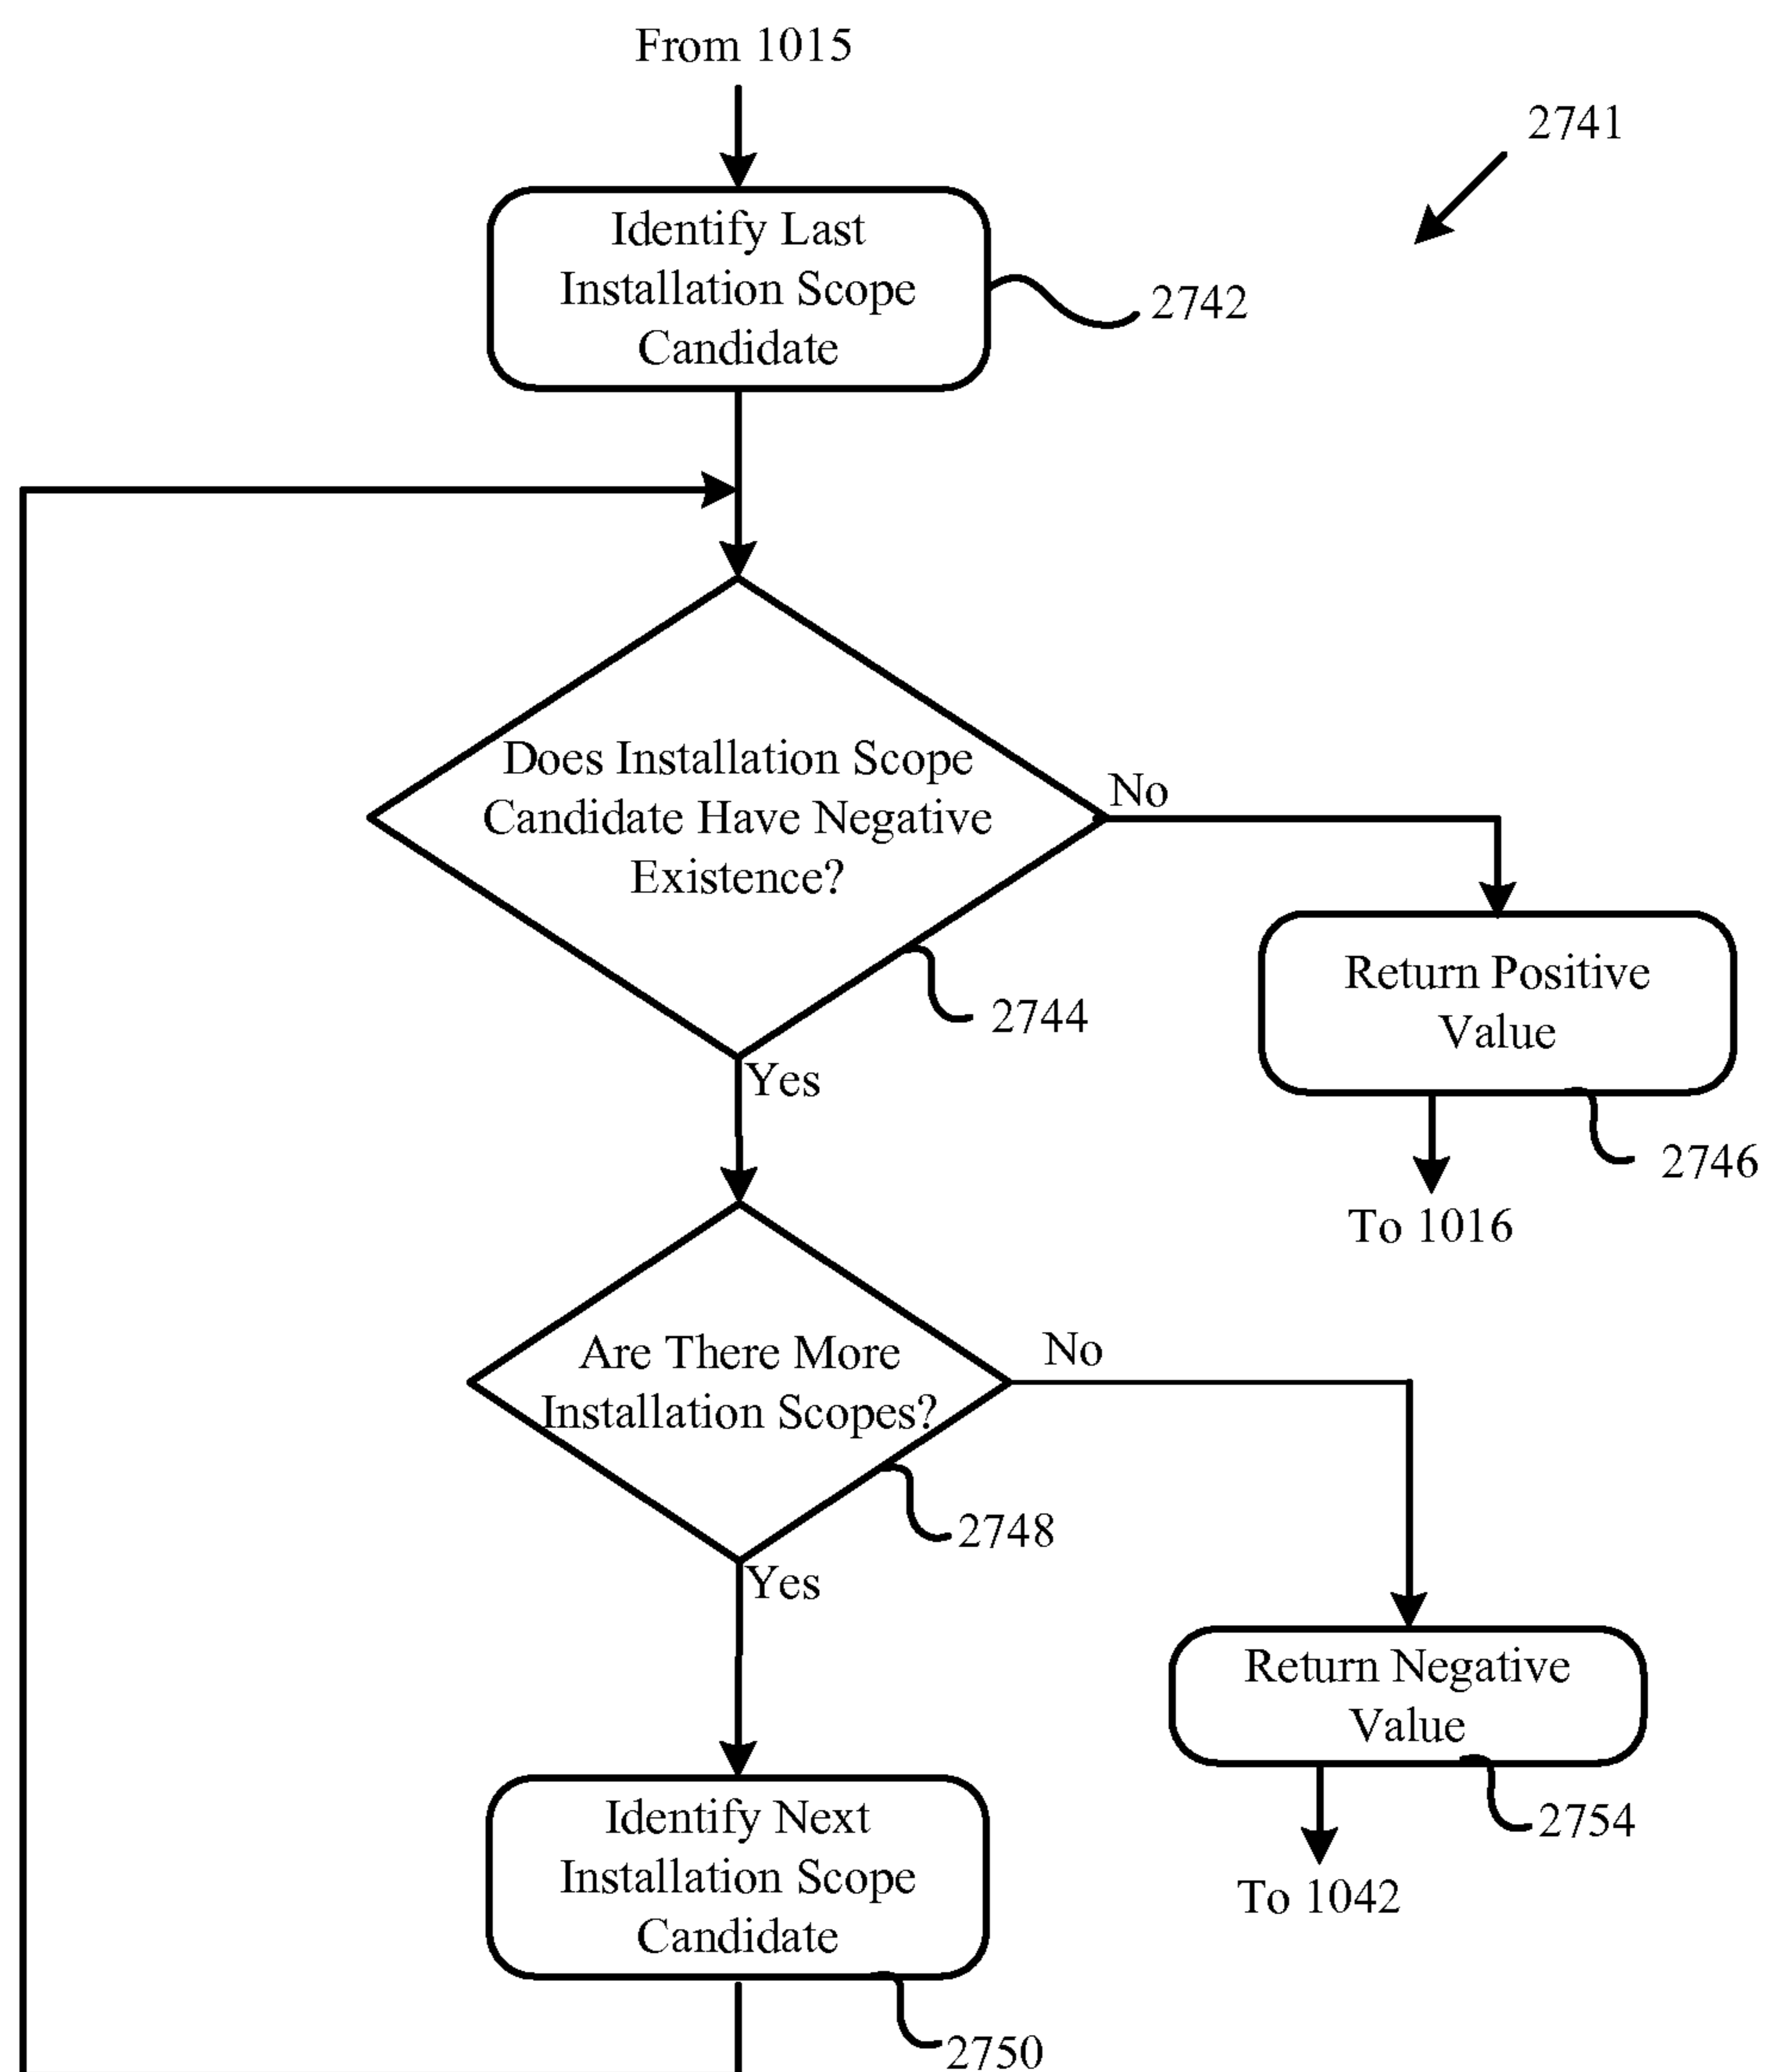 From 1015
2741
Identify Last
Installation Scope
Candidate
2742
Does Installation Scope
Candidate Have Negative
Existence?
No
2744
Yes
Return Positive
Value
2746
To 1016
Are There More
Installation Scopes?
No
2748
Yes
Return Negative
Value
2754
To 1042
Identify Next
Installation Scope
Candidate
2750